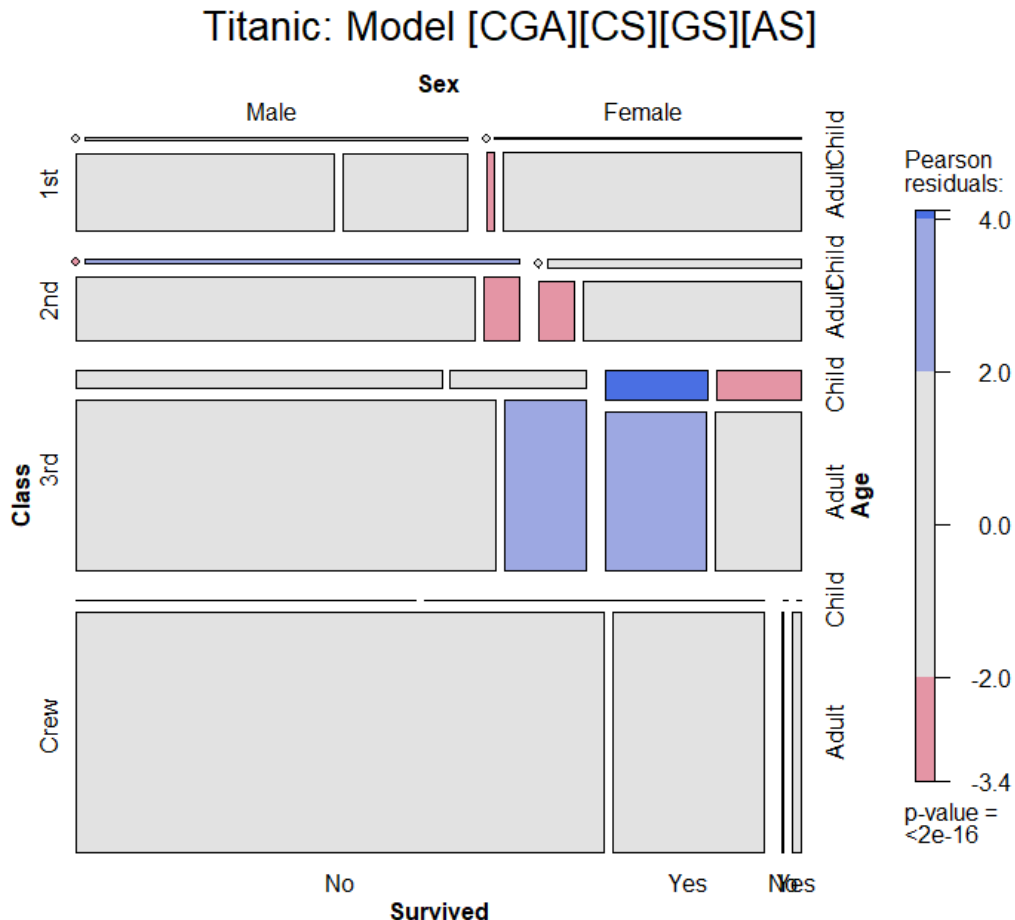 Titanic: Model [CGA][CS][GS][AS]
Sex
Male
Female
Class
1st
2nd
3rd
Crew
Child
Adult
Child
Adult
Child
Adult
Child
Adult
Age
No
Yes
No
Yes
Survived
Pearson
residuals:
4.0
2.0
0.0
-2.0
-3.4
p-value =
<2e-16